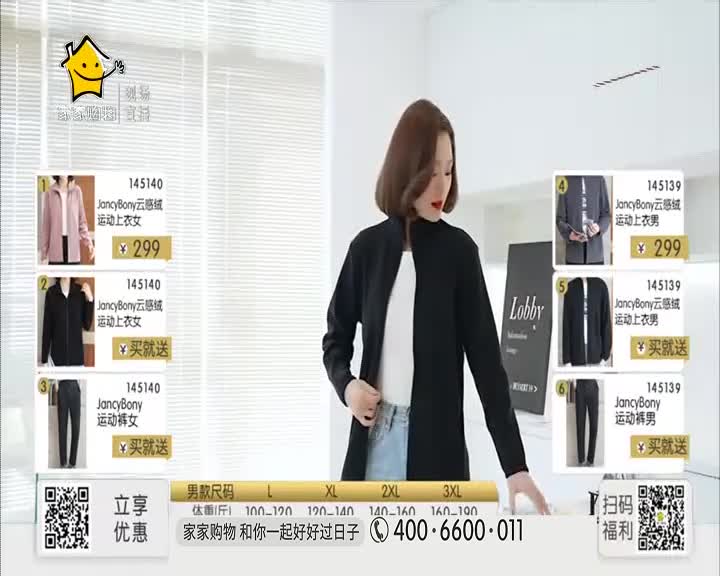 家家购物
现场
直播
1
145140
JancyBony云感绒
运动上衣女
¥ 299
2
145140
JancyBony云感绒
运动上衣女
¥ 买就送
3
145140
JancyBony
运动裤女
¥ 买就送
4
145139
JancyBony云感绒
运动上衣男
¥ 299
5
145139
JancyBony云感绒
运动上衣男
¥ 买就送
6
145139
JancyBony
运动裤男
¥ 买就送
Lobby
立享
优惠
男款尺码 L XL 2XL 3XL
体重(斤) 100-120 120-140 140-160 160-190
家家购物 和你一起好好过日子 400·6600·011
扫码
福利